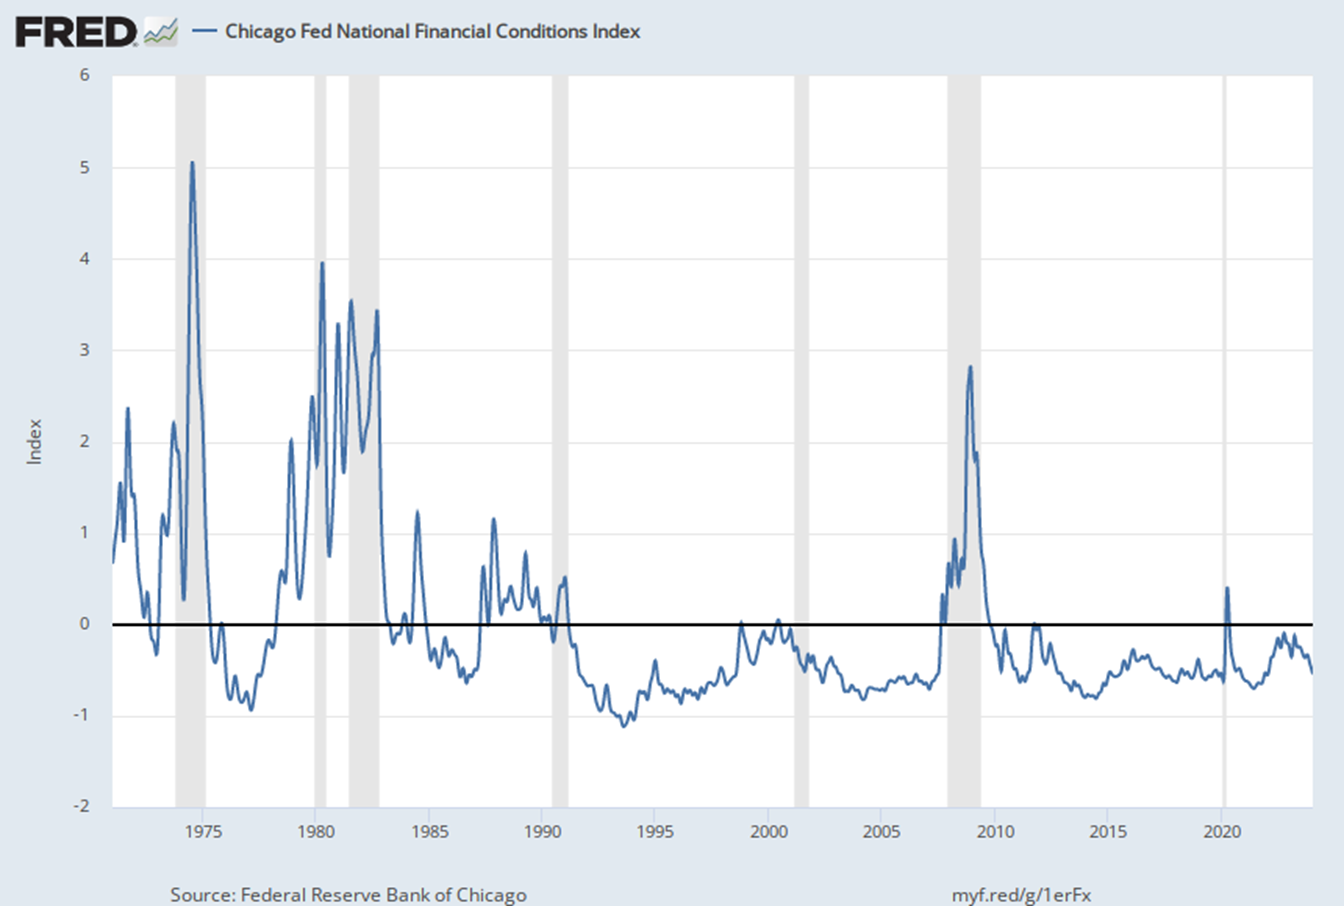 FRED Chicago Fed National Financial Conditions Index
6
5
4
3
2
1
0
-1
-2
Index
1975 1980 1985 1990 1995 2000 2005 2010 2015 2020
Source: Federal Reserve Bank of Chicago myf.red/g/1erFx